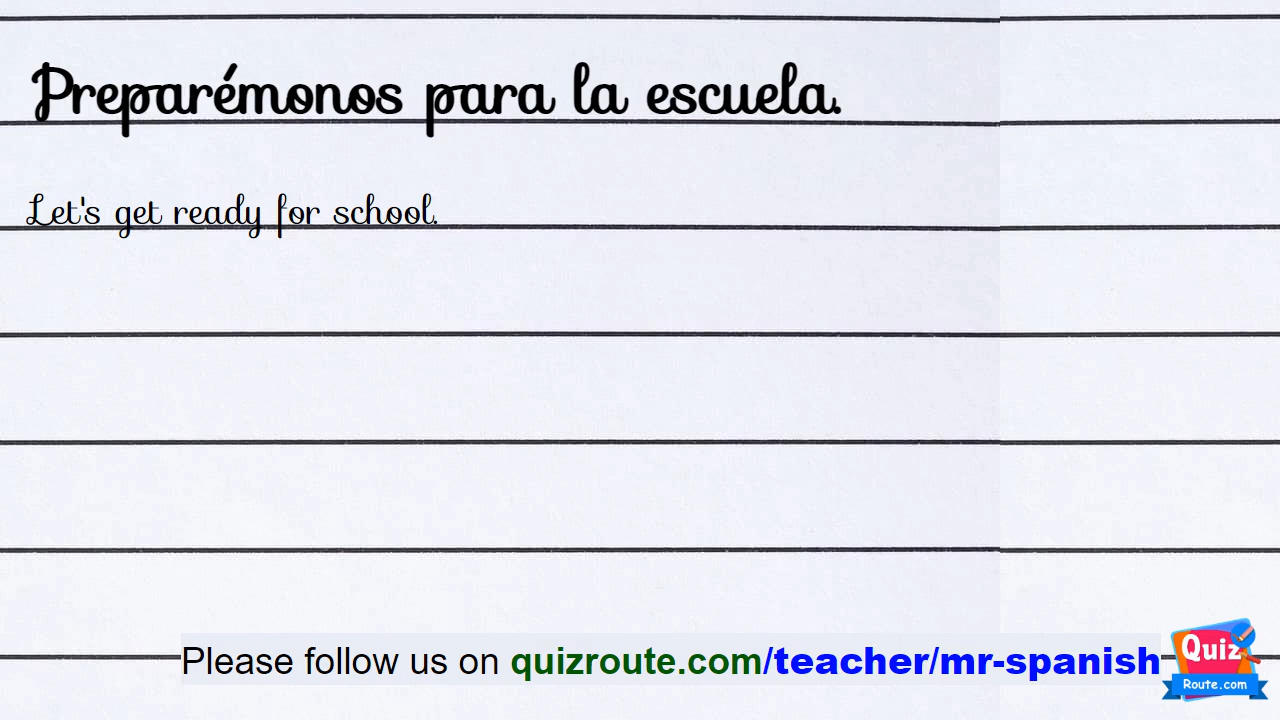 Preparémonos para la escuela.
Let's get ready for school.
Please follow us on quizroute.com/teacher/mr-spanish
Quiz
Route.com